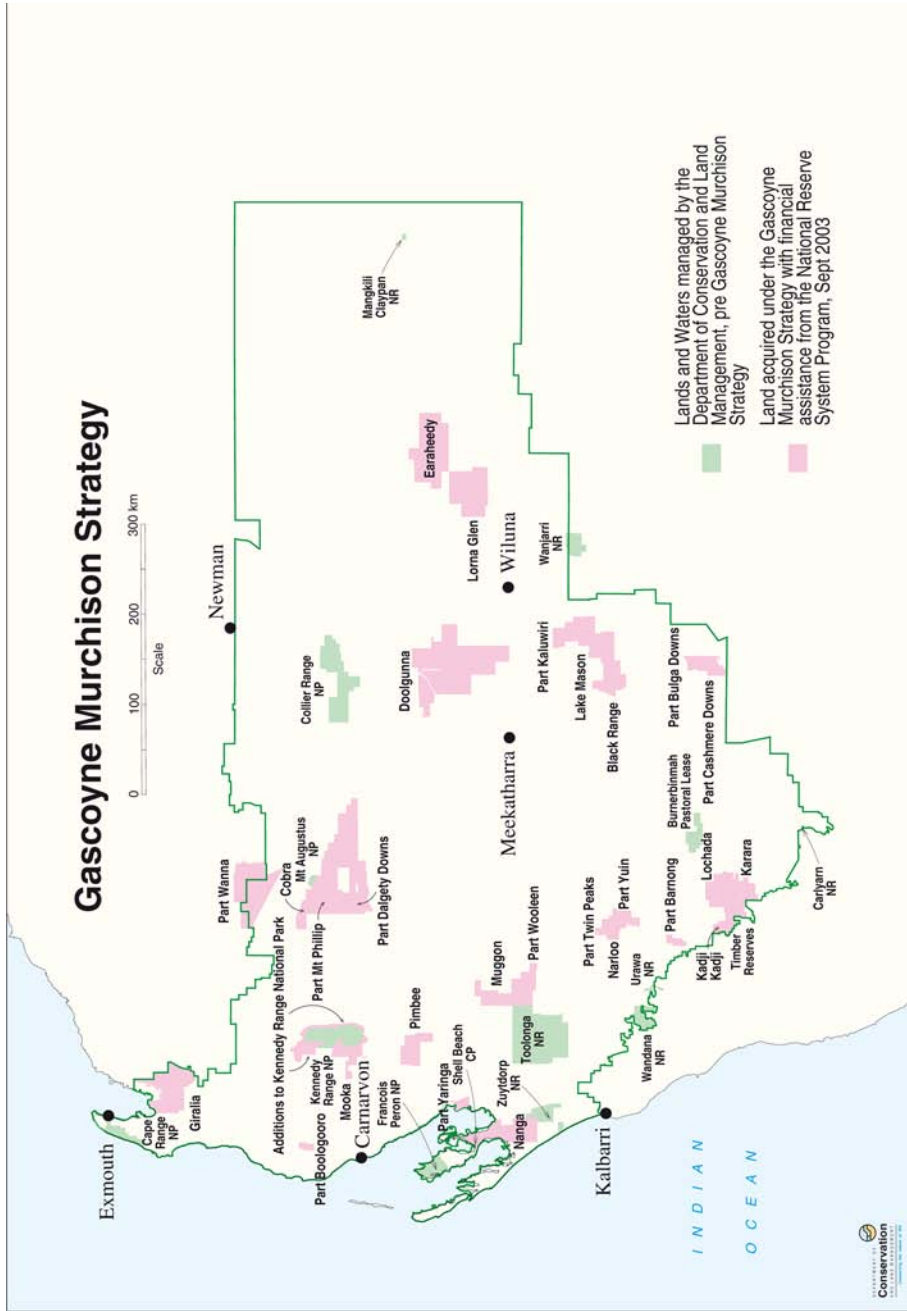 Gascoyne Murchison Strategy
0 100 200 300 km
Scale
Exmouth
Newman
Cape
Range
NP
Giralia
Part Wanna
Additions to Kennedy Range National Park
Cobra
Mt Augustus
NP
Part Mt Phillip
Part Dalgety Downs
Collier Range
NP
Mangkili
Claypan
NR
Part Boologooro
Kennedy
Range NP
Mooka
Carnarvon
Francois
Peron NP
Pimbee
Doolgunna
Earaheedy
Lorna Glen
Part Yaringa
Shell Beach
CP
Muggon
Part Wooleen
Zuytdorp
NR
Nanga
Toolonga
NR
Meekatharra
Wiluna
Kalbarri
Part Twin Peaks
Narloo
Part Yuin
Urawa
NR
Wandana
NR
Part Kaluwiri
Lake Mason
Black Range
Wanjarri
NR
Part Barnong
Kadji
Kadji
Timber
Reserves
Burnerbinmah
Pastoral Lease
Lochada
Karara
Part Bulga Downs
Part Cashmere Downs
Carlyarn
NR
INDIAN
OCEAN
Lands and Waters managed by the
Department of Conservation and Land
Management, pre Gascoyne Murchison
Strategy
Land acquired under the Gascoyne
Murchison Strategy with financial
assistance from the National Reserve
System Program, Sept 2003
DEPARTMENT OF
Conservation
AND LAND MANAGEMENT